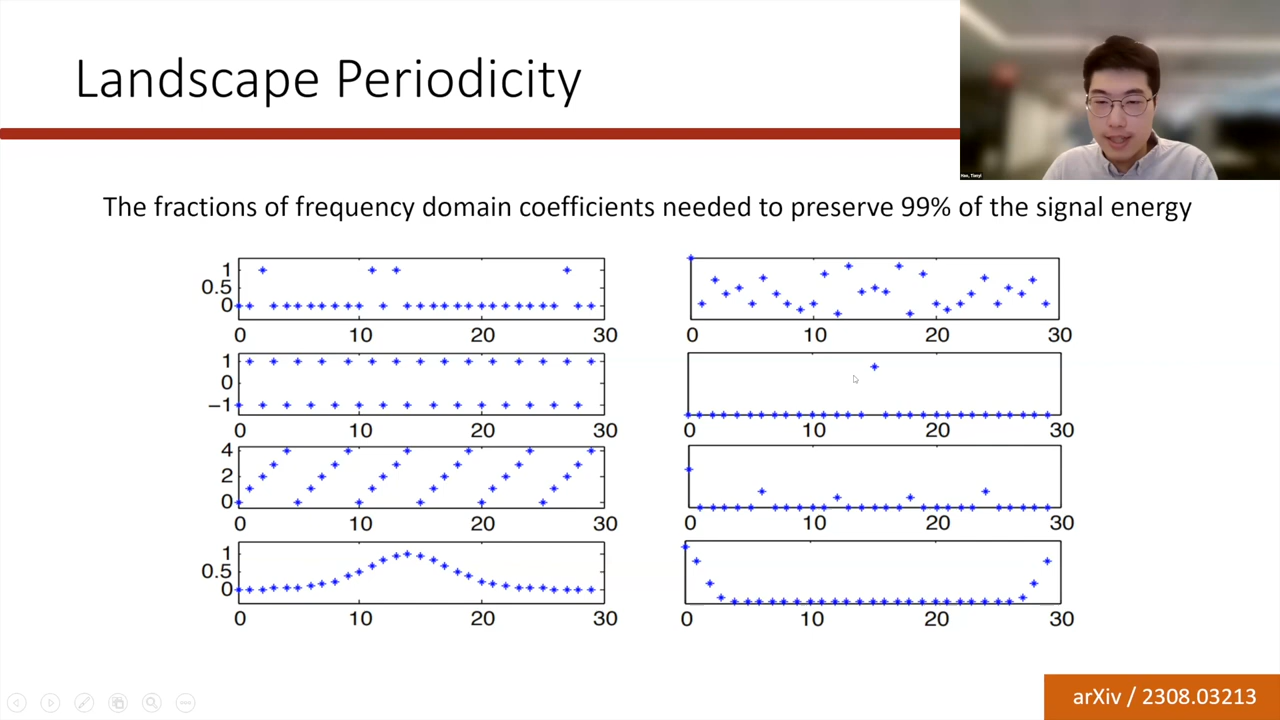 Landscape Periodicity
Hao, Tianyi
The fractions of frequency domain coefficients needed to preserve 99% of the signal energy
1
0.5
0
0 10 20 30
0 10 20 30
1
0
−1
0 10 20 30
0 10 20 30
4
2
0
0 10 20 30
0 10 20 30
1
0.5
0
0 10 20 30
0 10 20 30
arXiv / 2308.03213